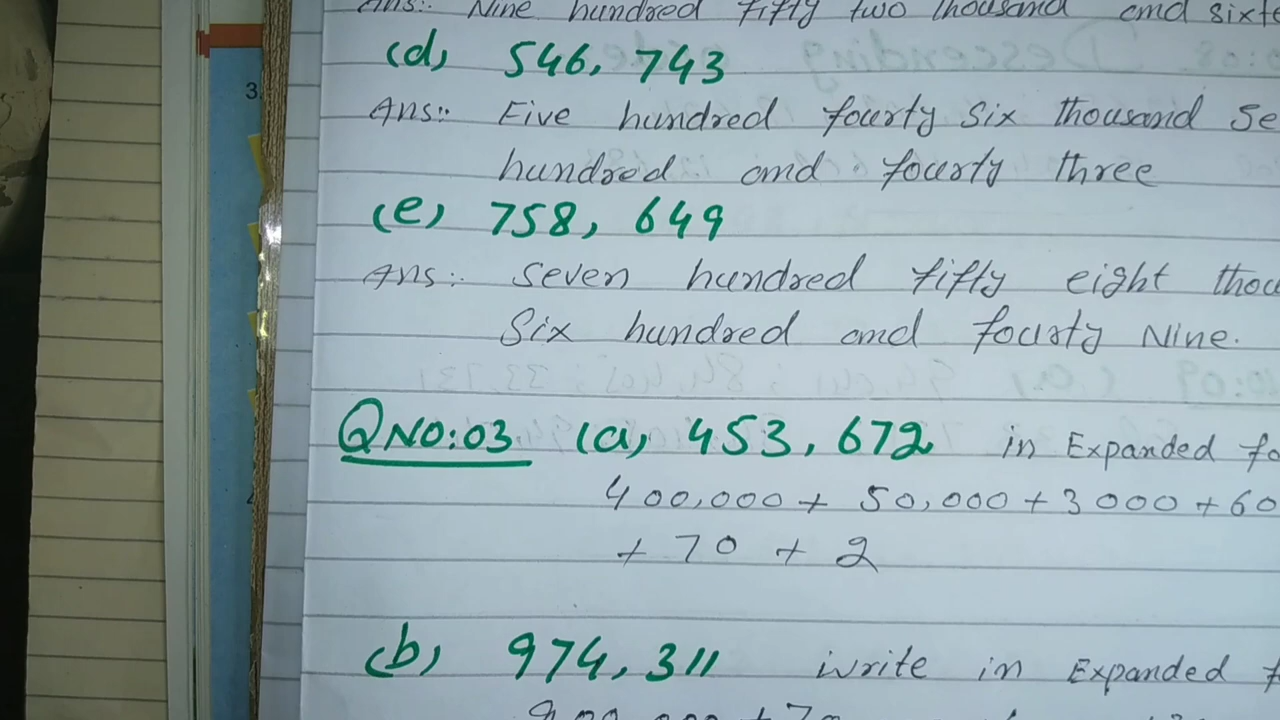 Ans:. Nine hundred fifty two thousand and sixte
(d) 546, 743
Ans:. Five hundred fourty Six thousand Se
hundred and fourty three
(e) 758, 649
Ans:. Seven hundred fifty eight thou
Six hundred and fourty Nine.
QNO:03 (a) 453,672 in Expanded fo
400,000 + 50,000 + 3000 + 60
+ 70 + 2
(b) 974,311 write in Expanded f
3